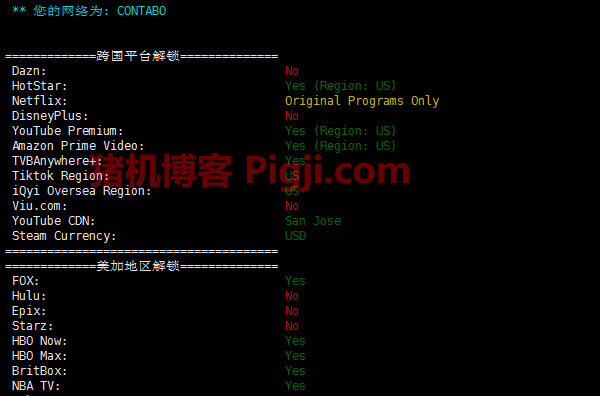 ** 您的网络为: CONTABO
=============跨国平台解锁==============
Dazn: No
HotStar: Yes (Region: US)
Netflix: Original Programs Only
DisneyPlus: No
YouTube Premium: Yes (Region: US)
Amazon Prime Video: Yes (Region: US)
TVBAnywhere+: Yes
猪机博客 Pigji.com
Tiktok Region: US
iQyi Oversea Region: US
Viu.com: No
YouTube CDN: San Jose
Steam Currency: USD
=======================================
=============美加地区解锁==============
FOX: Yes
Hulu: No
Epix: No
Starz: No
HBO Now: Yes
HBO Max: Yes
BritBox: Yes
NBA TV: Yes